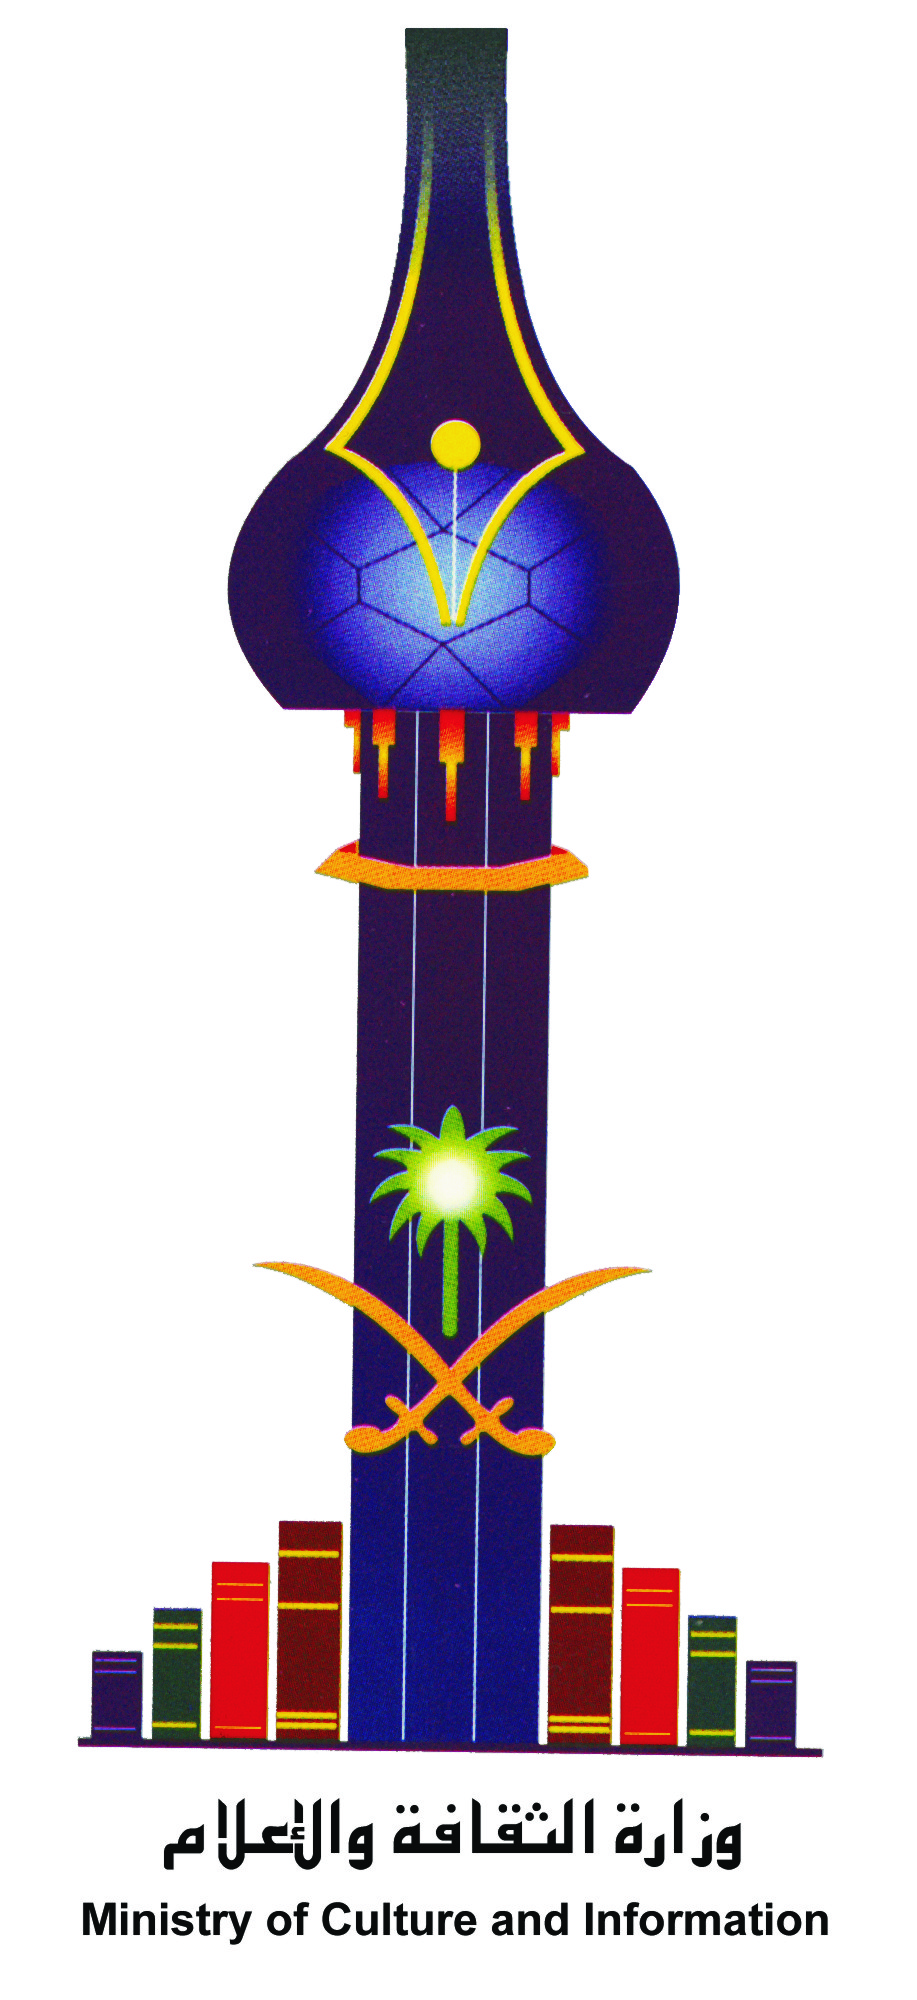 وزارة الثقافة والإعلام
Ministry of Culture and Information